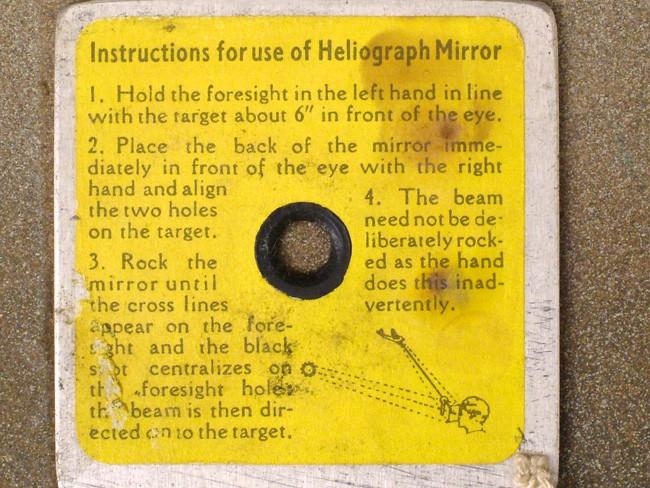 Instructions for use of Heliograph Mirror
1. Hold the foresight in the left hand in line
with the target about 6" in front of the eye.
2. Place the back of the mirror imme-
diately in front of the eye with the right
hand and align
the two holes
on the target.
3. Rock the
mirror until
the cross lines
appear on the fore-
sight and the black
spot centralizes on
the foresight hole,
the beam is then dir-
ected on to the target.
4. The beam
need not be de-
liberately rock-
ed as the hand
does this inad-
vertently.